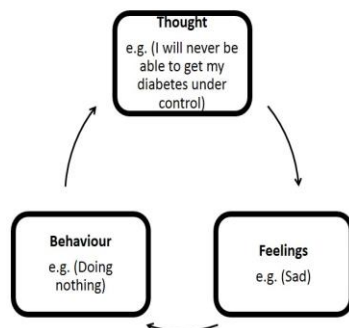 Thought
e.g. (I will never be
able to get my
diabetes under
control)
Behaviour
e.g. (Doing
nothing)
Feelings
e.g. (Sad)